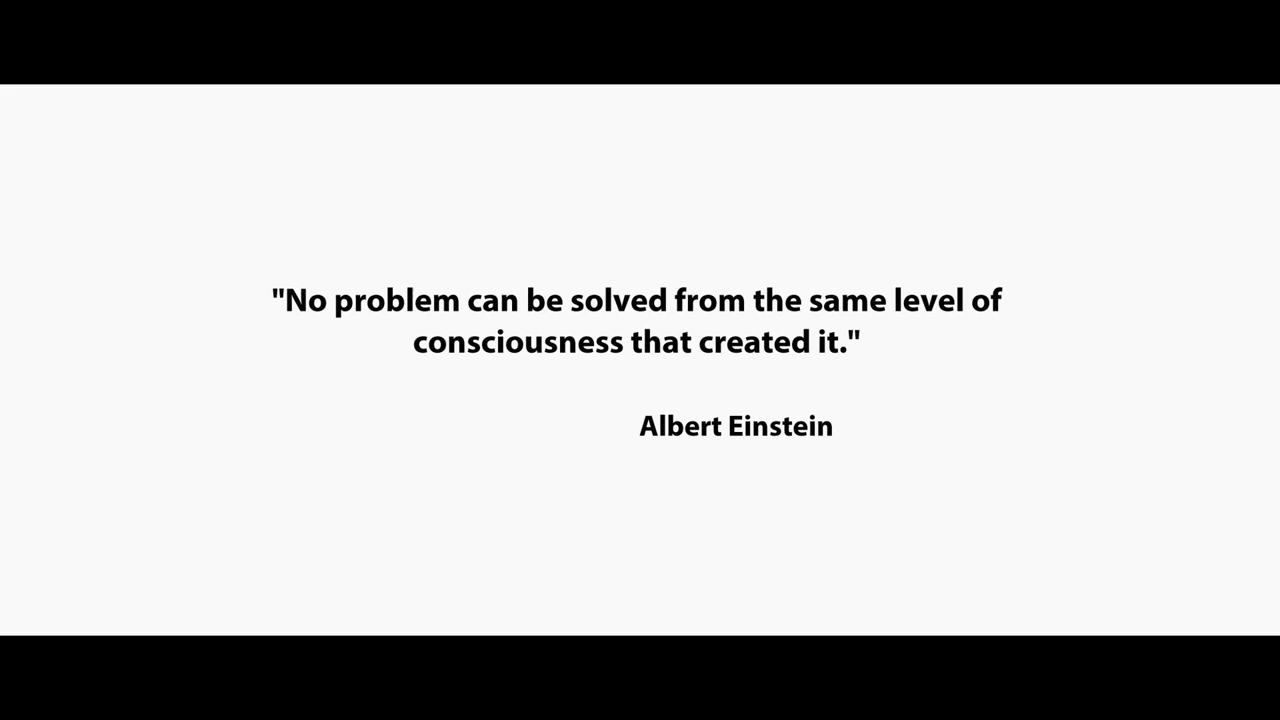 "No problem can be solved from the same level of
consciousness that created it."
Albert Einstein